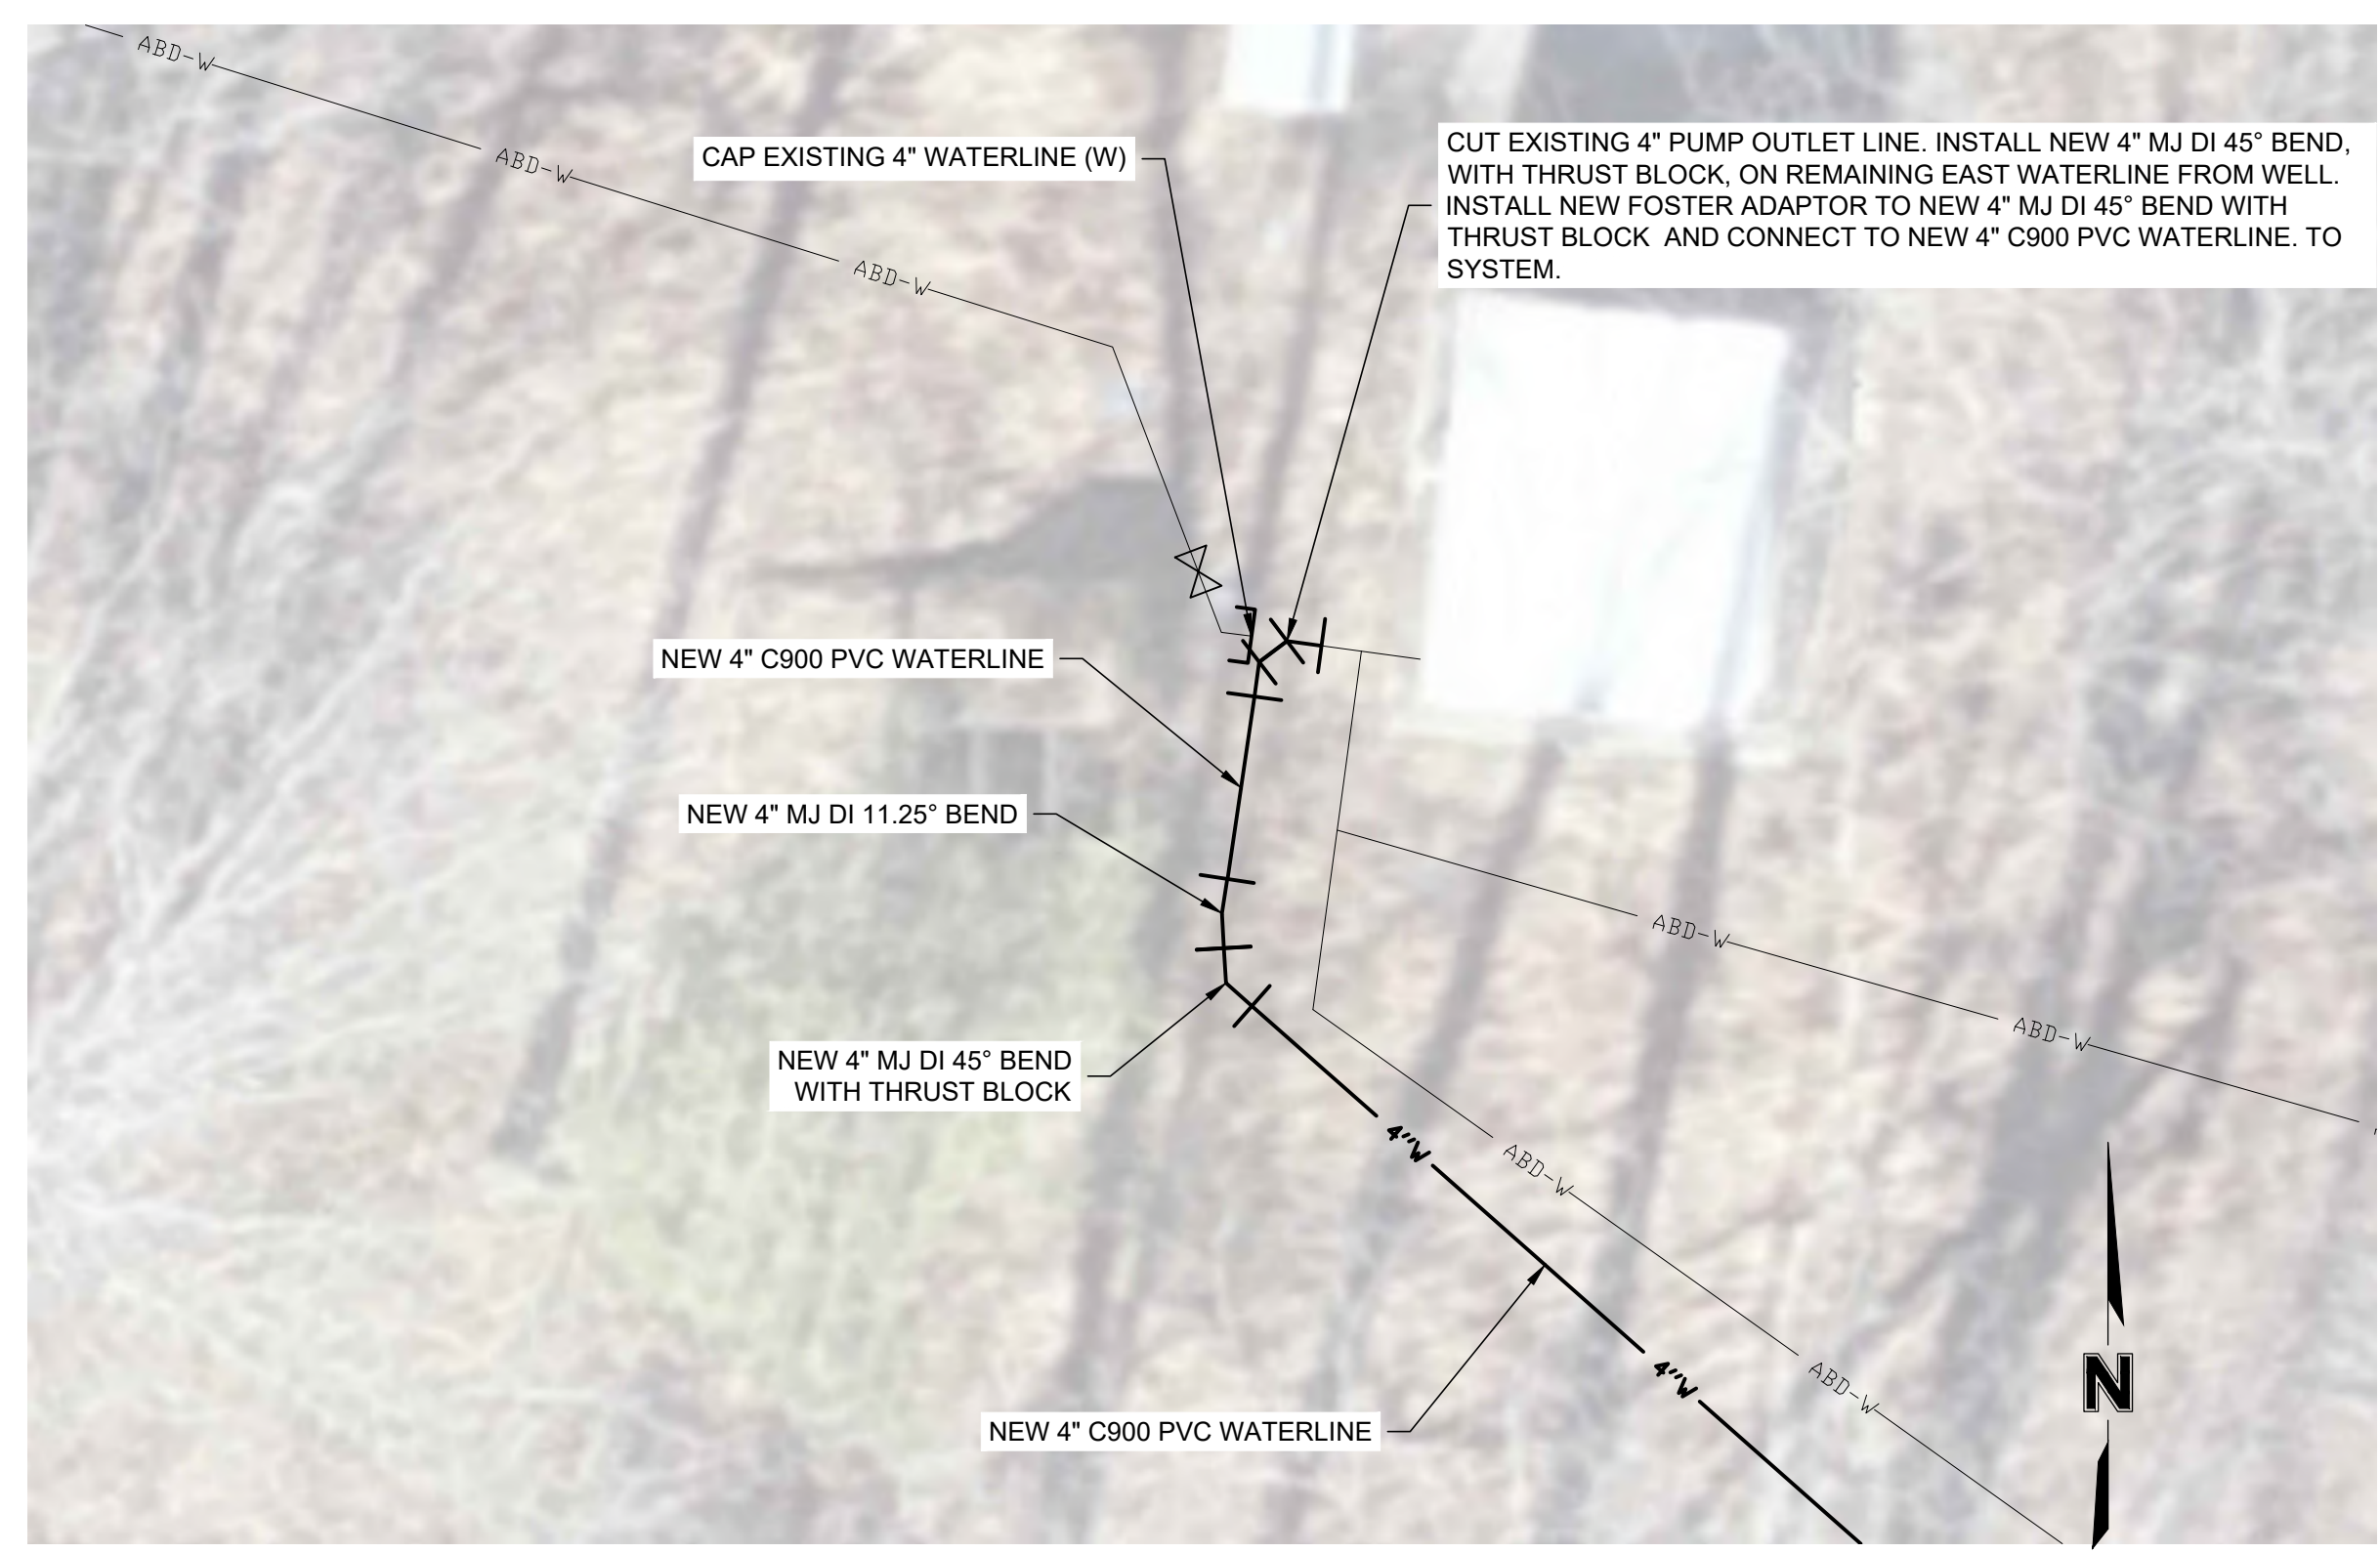 ABD-W
ABD-W
ABD-W
CAP EXISTING 4" WATERLINE (W)
CUT EXISTING 4" PUMP OUTLET LINE. INSTALL NEW 4" MJ DI 45° BEND,
WITH THRUST BLOCK, ON REMAINING EAST WATERLINE FROM WELL.
INSTALL NEW FOSTER ADAPTOR TO NEW 4" MJ DI 45° BEND WITH
THRUST BLOCK AND CONNECT TO NEW 4" C900 PVC WATERLINE. TO
SYSTEM.
NEW 4" C900 PVC WATERLINE
NEW 4" MJ DI 11.25° BEND
ABD-W
ABD-W
NEW 4" MJ DI 45° BEND
WITH THRUST BLOCK
4"W
ABD-W
4"W
ABD-W
N
NEW 4" C900 PVC WATERLINE